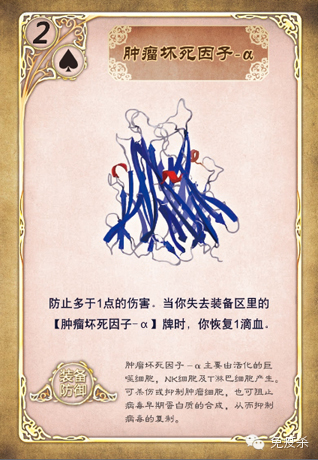 2
肿瘤坏死因子-α
防止多于1点的伤害。当你失去装备区里的
【肿瘤坏死因子-α】牌时，你恢复1滴血。
装备
防御
肿瘤坏死因子-α主要由活化的巨
噬细胞，NK细胞及T淋巴细胞产生。
可杀伤或抑制肿瘤细胞，也可阻止
病毒早期蛋白质的合成，从而抑制
病毒的复制。
免疫杀